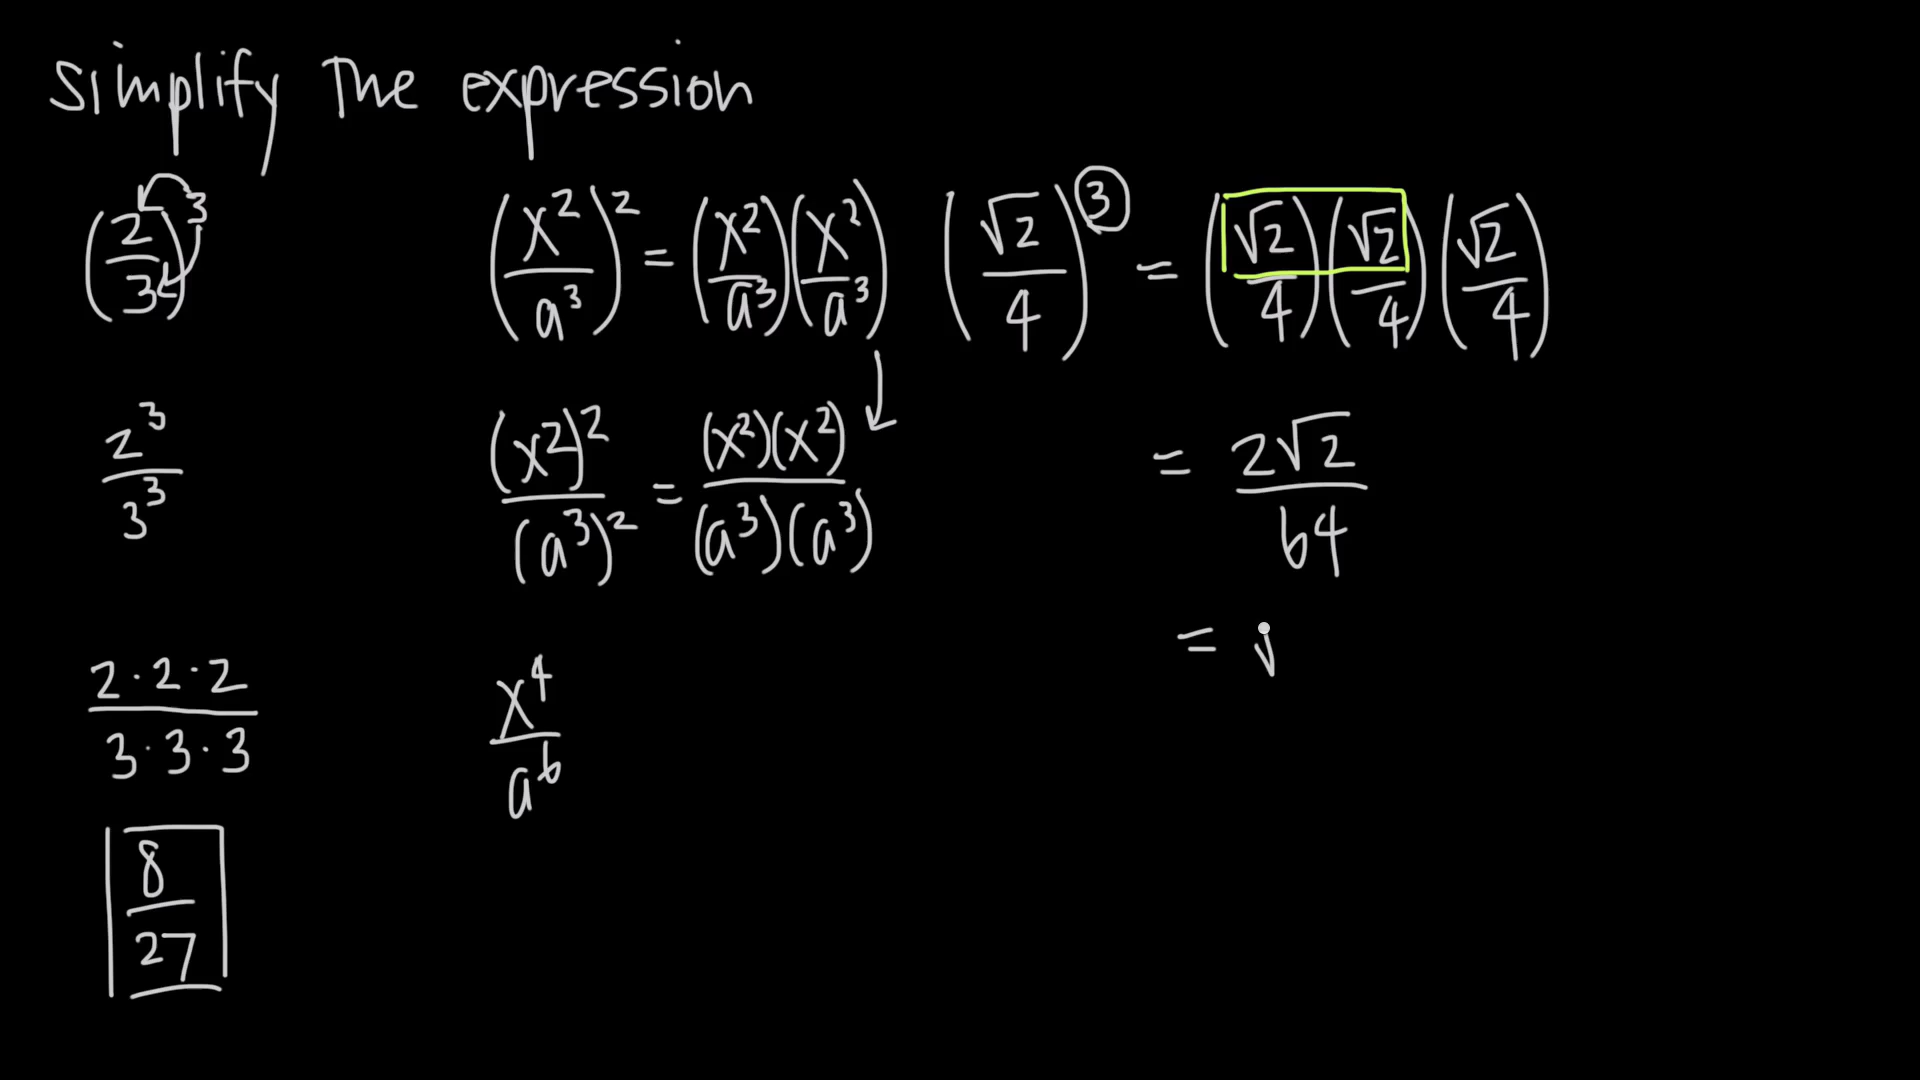 Simplify The expression
(2/3)^3
2^3/3^3
2·2·2/3·3·3
8/27
(x^2/a^3)^2 = (x^2/a^3)(x^2/a^3)
(x^2)^2/(a^3)^2 = (x^2)(x^2)/(a^3)(a^3)
x^4/a^6
(√2/4)^3 = (√2/4)(√2/4)(√2/4)
= 2√2/64
= √